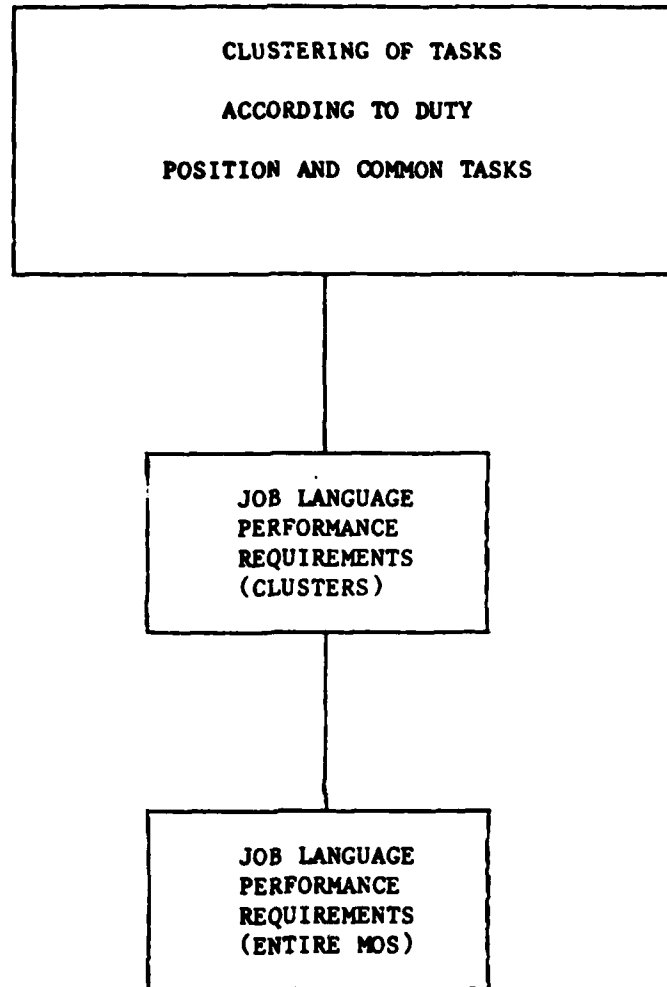 CLUSTERING OF TASKS
ACCORDING TO DUTY
POSITION AND COMMON TASKS
JOB LANGUAGE
PERFORMANCE
REQUIREMENTS
(CLUSTERS)
JOB LANGUAGE
PERFORMANCE
REQUIREMENTS
(ENTIRE MOS)